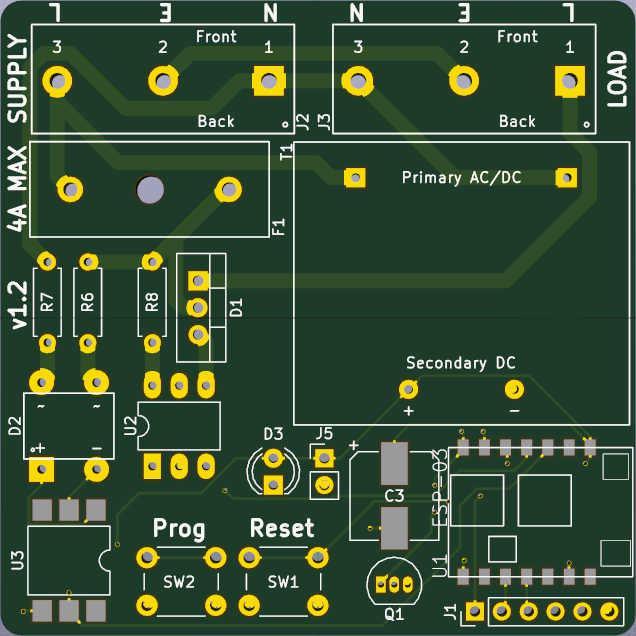 L E N N E L
SUPPLY
3 2 1
Front
Back
J2
J3
3 2 1
Front
Back
LOAD
4A MAX
T1
F1
Primary AC/DC
Secondary DC
+ −
v1.2
R7
R6
R8
D1
D2
~ ~
+ −
U2
D3
J5
+
C3
ESP-03
U1
U3
Prog
Reset
SW2
SW1
Q1
J1